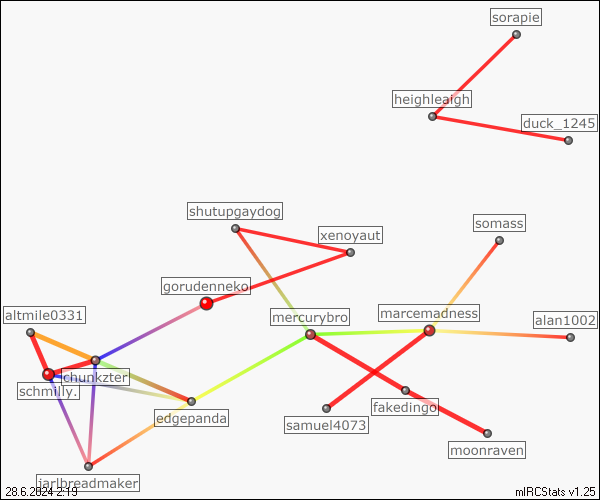 sorapie
heighleaigh
duck_1245
shutupgaydog
xenoyaut
somass
gorudenneko
altmile0331
mercurybro
marcemadness
alan1002
chunkzter
schmilly.
edgepanda
fakedingo
samuel4073
moonraven
jarlbreadmaker
28.6.2024 2:19
mIRCStats v1.25